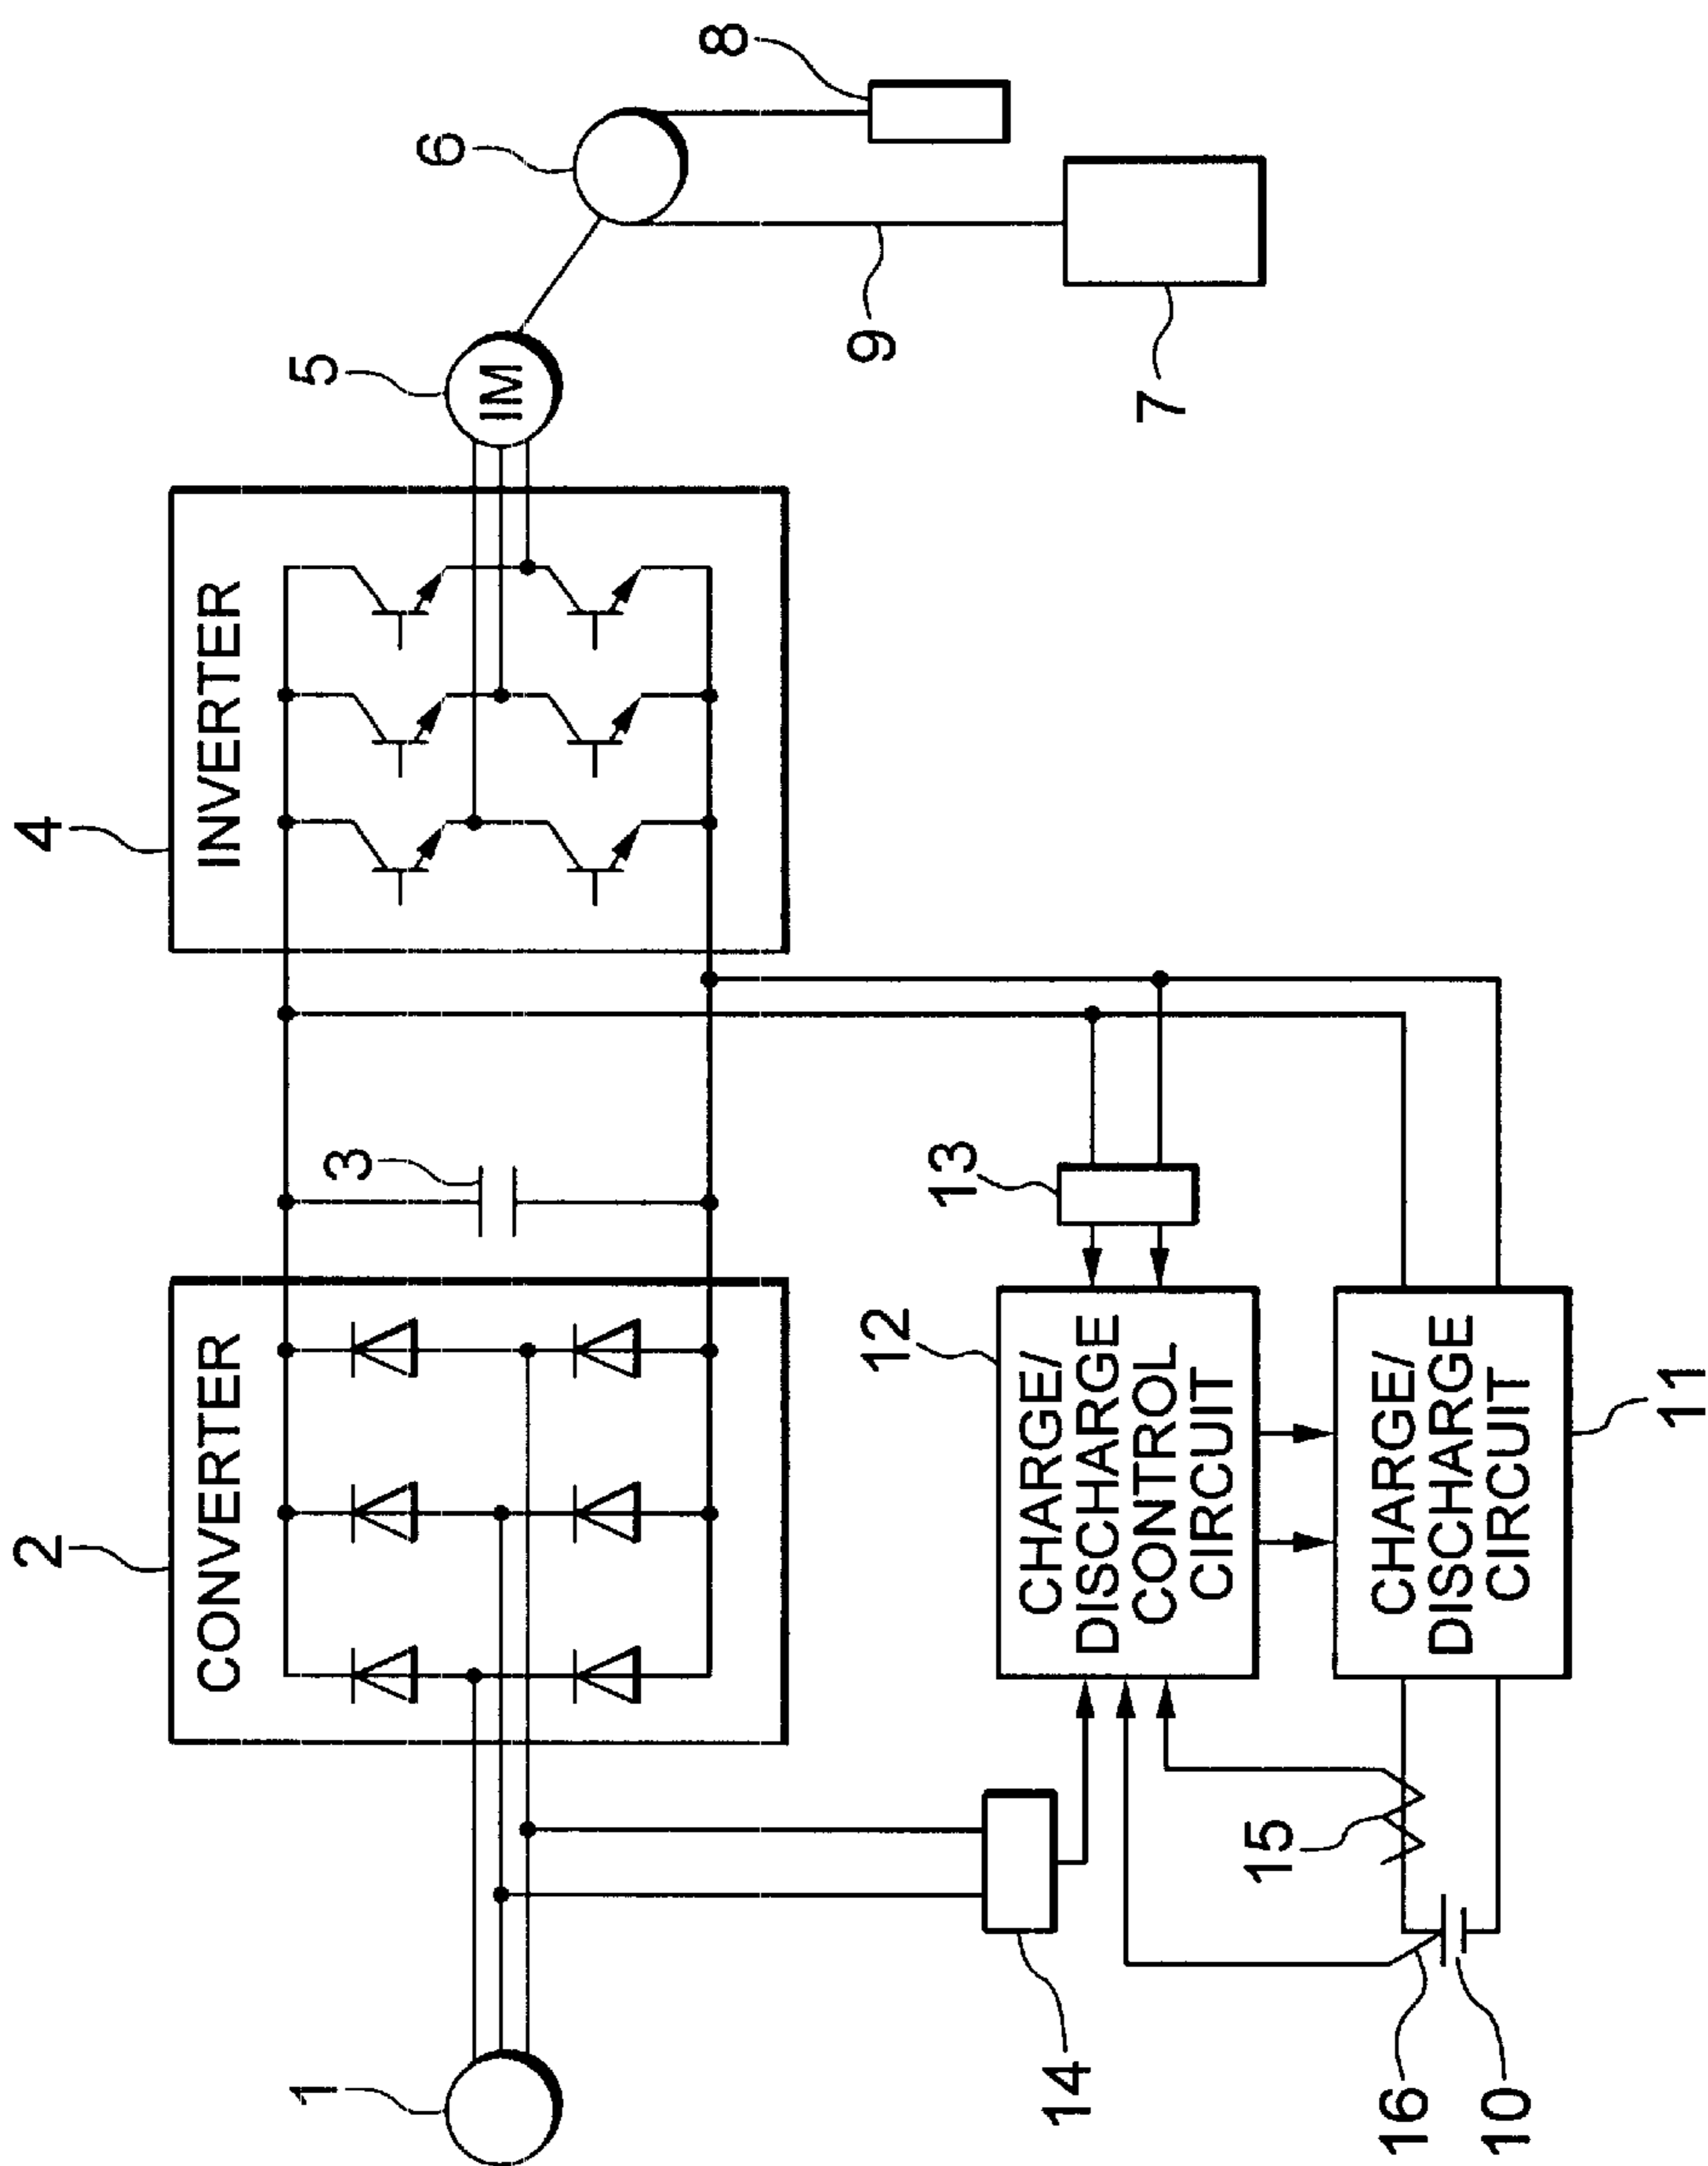 4
2
INVERTER
CONVERTER
8
6
5
IM
3
1
9
7
13
12
CHARGE/
DISCHARGE
CONTROL
CIRCUIT
14
15
CHARGE/
DISCHARGE
CIRCUIT
16
10
11